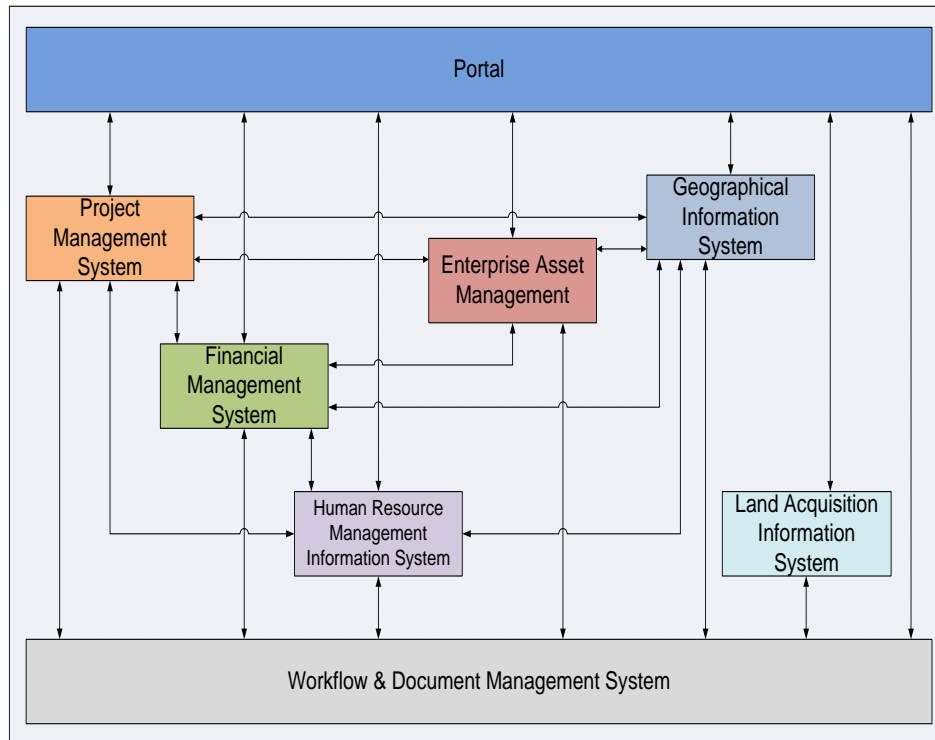 Portal
Project
Management
System
Geographical
Information
System
Enterprise Asset
Management
Financial
Management
System
Human Resource
Management
Information System
Land Acquisition
Information
System
Workflow & Document Management System